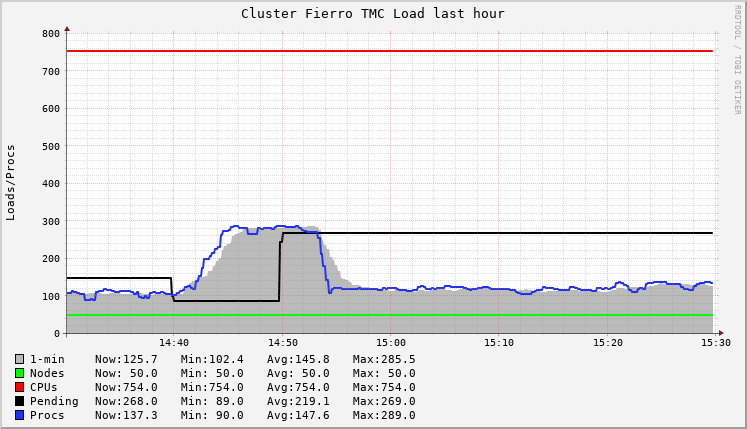 Cluster Fierro TMC Load last hour
RRDTOOL / TOBI OETIKER
Loads/Procs
800
700
600
500
400
300
200
100
0
14:40 14:50 15:00 15:10 15:20 15:30
1-min Now:125.7 Min:102.4 Avg:145.8 Max:285.5
Nodes Now: 50.0 Min: 50.0 Avg: 50.0 Max: 50.0
CPUs Now:754.0 Min:754.0 Avg:754.0 Max:754.0
Pending Now:268.0 Min: 89.0 Avg:219.1 Max:269.0
Procs Now:137.3 Min: 90.0 Avg:147.6 Max:289.0